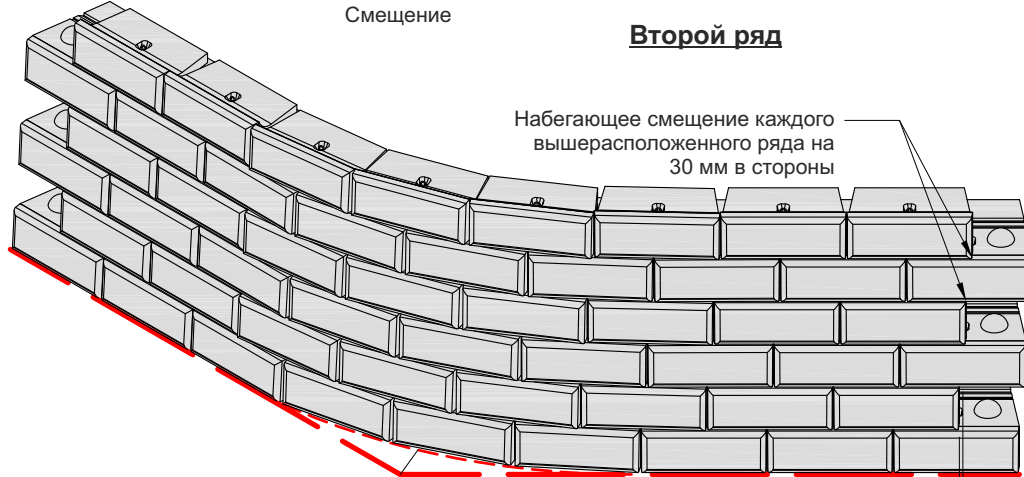 Смещение
Второй ряд
Набегающее смещение каждого
вышерасположенного ряда на
30 мм в стороны